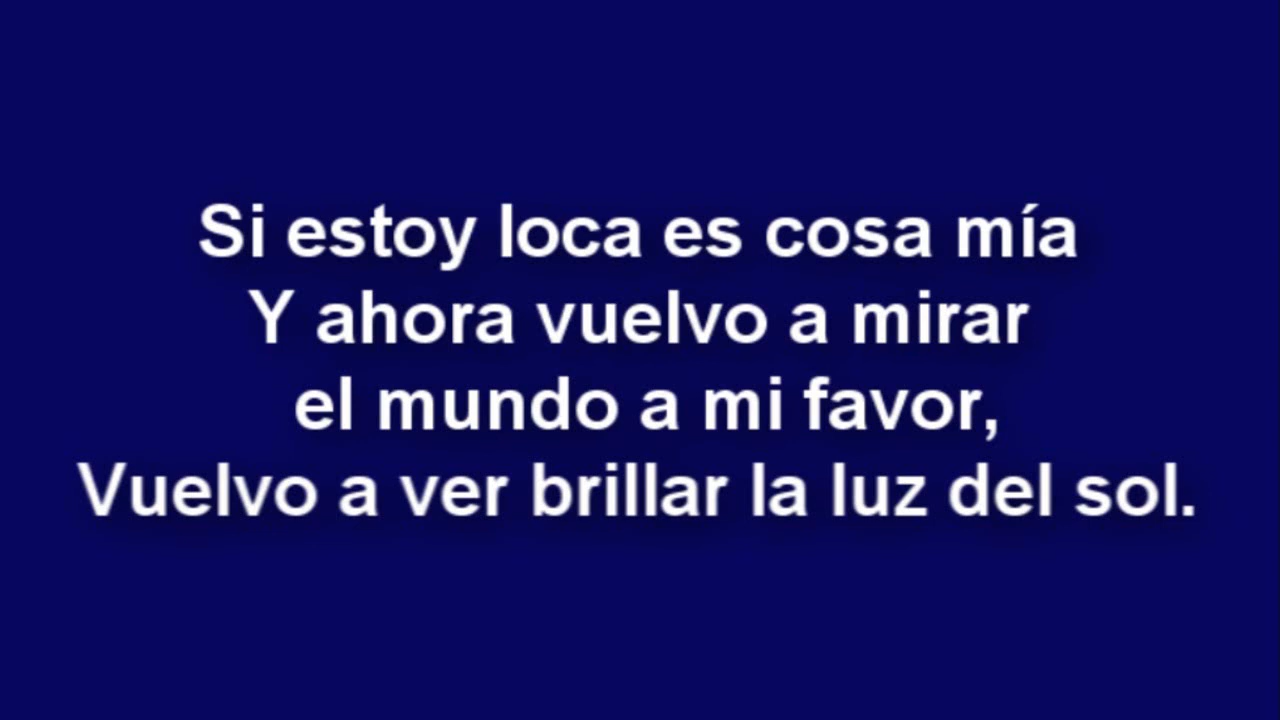 Si estoy loca es cosa mía
Y ahora vuelvo a mirar
el mundo a mi favor,
Vuelvo a ver brillar la luz del sol.